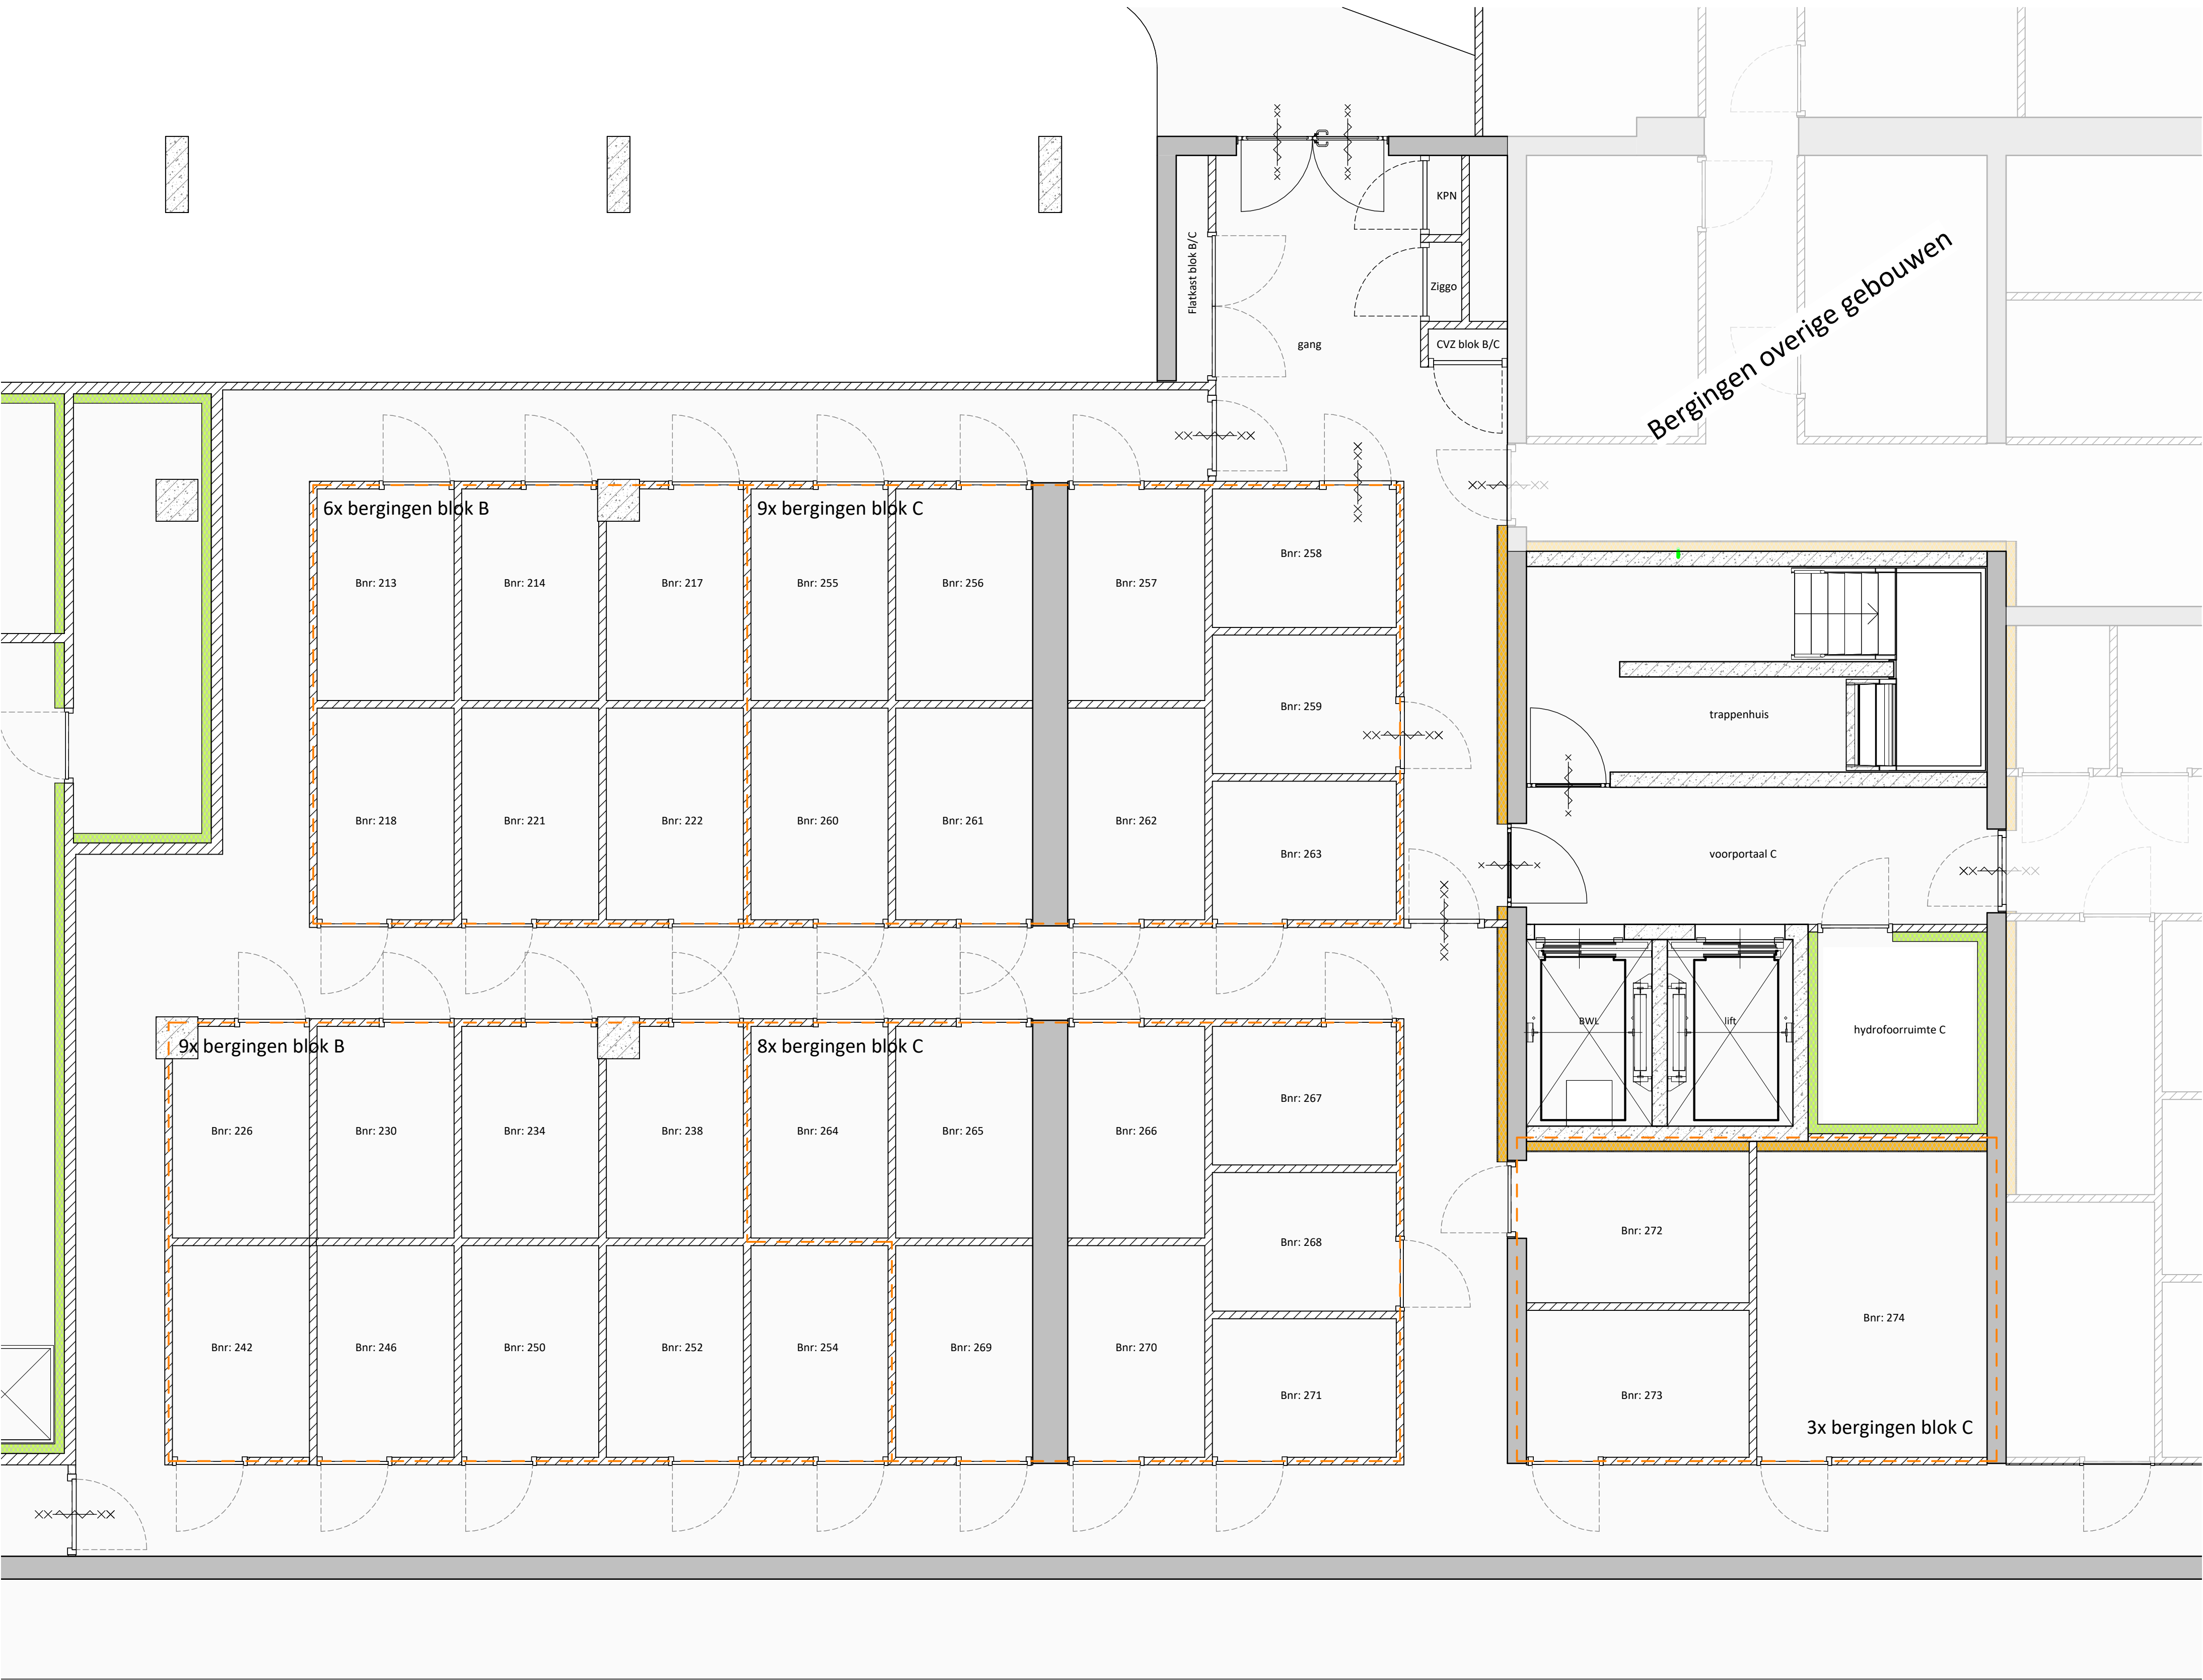 KPN
Flatkast blok B/C
Ziggo
gang
CVZ blok B/C
Bergingen overige gebouwen
6x bergingen blok B
9x bergingen blok C
Bnr: 213
Bnr: 214
Bnr: 217
Bnr: 255
Bnr: 256
Bnr: 257
Bnr: 258
Bnr: 259
trappenhuis
Bnr: 218
Bnr: 221
Bnr: 222
Bnr: 260
Bnr: 261
Bnr: 262
Bnr: 263
voorportaal C
BWL
lift
hydrofoorruimte C
9x bergingen blok B
8x bergingen blok C
Bnr: 226
Bnr: 230
Bnr: 234
Bnr: 238
Bnr: 264
Bnr: 265
Bnr: 266
Bnr: 267
Bnr: 268
Bnr: 272
Bnr: 274
Bnr: 242
Bnr: 246
Bnr: 250
Bnr: 252
Bnr: 254
Bnr: 269
Bnr: 270
Bnr: 271
Bnr: 273
3x bergingen blok C